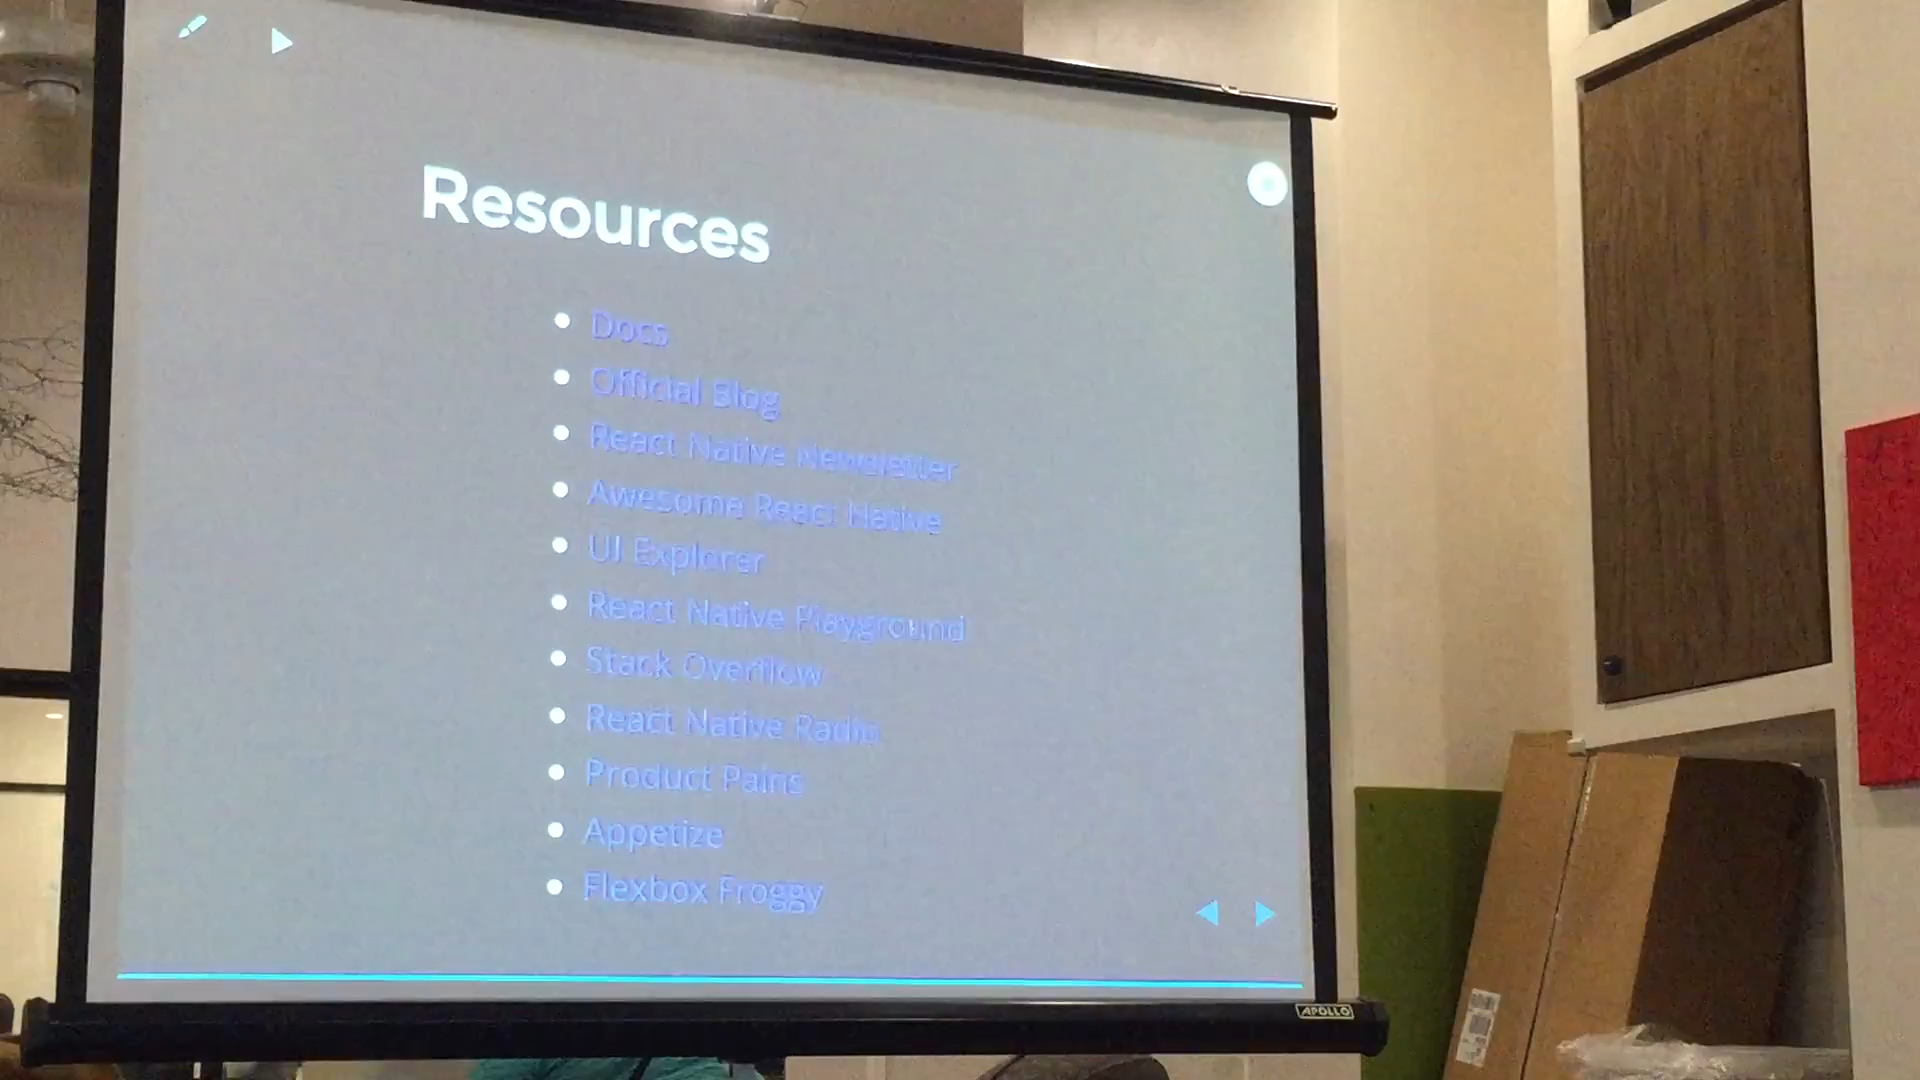 Resources
Docs
Official Blog
React Native Newsletter
Awesome React Native
UI Explorer
React Native Playground
Stack Overflow
React Native Radio
Product Pains
Appetize
Flexbox Froggy
APOLLO